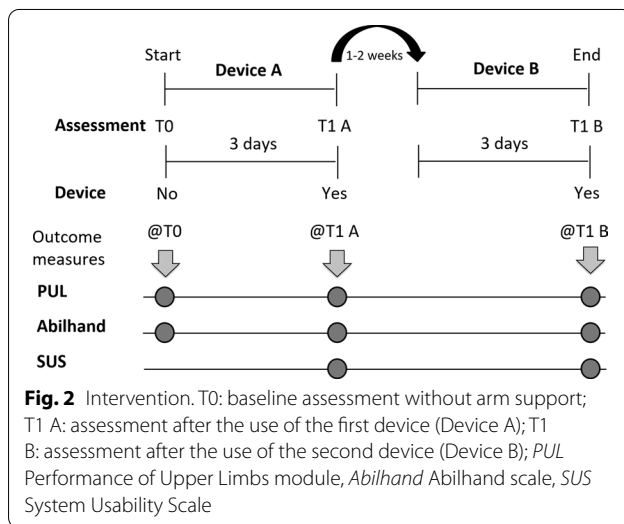 Start 1-2 weeks End
Device A Device B
Assessment T0 T1 A T1 B
3 days 3 days
Device No Yes Yes
Outcome measures @T0 @T1 A @T1 B
PUL
Abilhand
SUS
Fig. 2 Intervention. T0: baseline assessment without arm support;
T1 A: assessment after the use of the first device (Device A); T1
B: assessment after the use of the second device (Device B); PUL
Performance of Upper Limbs module, Abilhand Abilhand scale, SUS
System Usability Scale